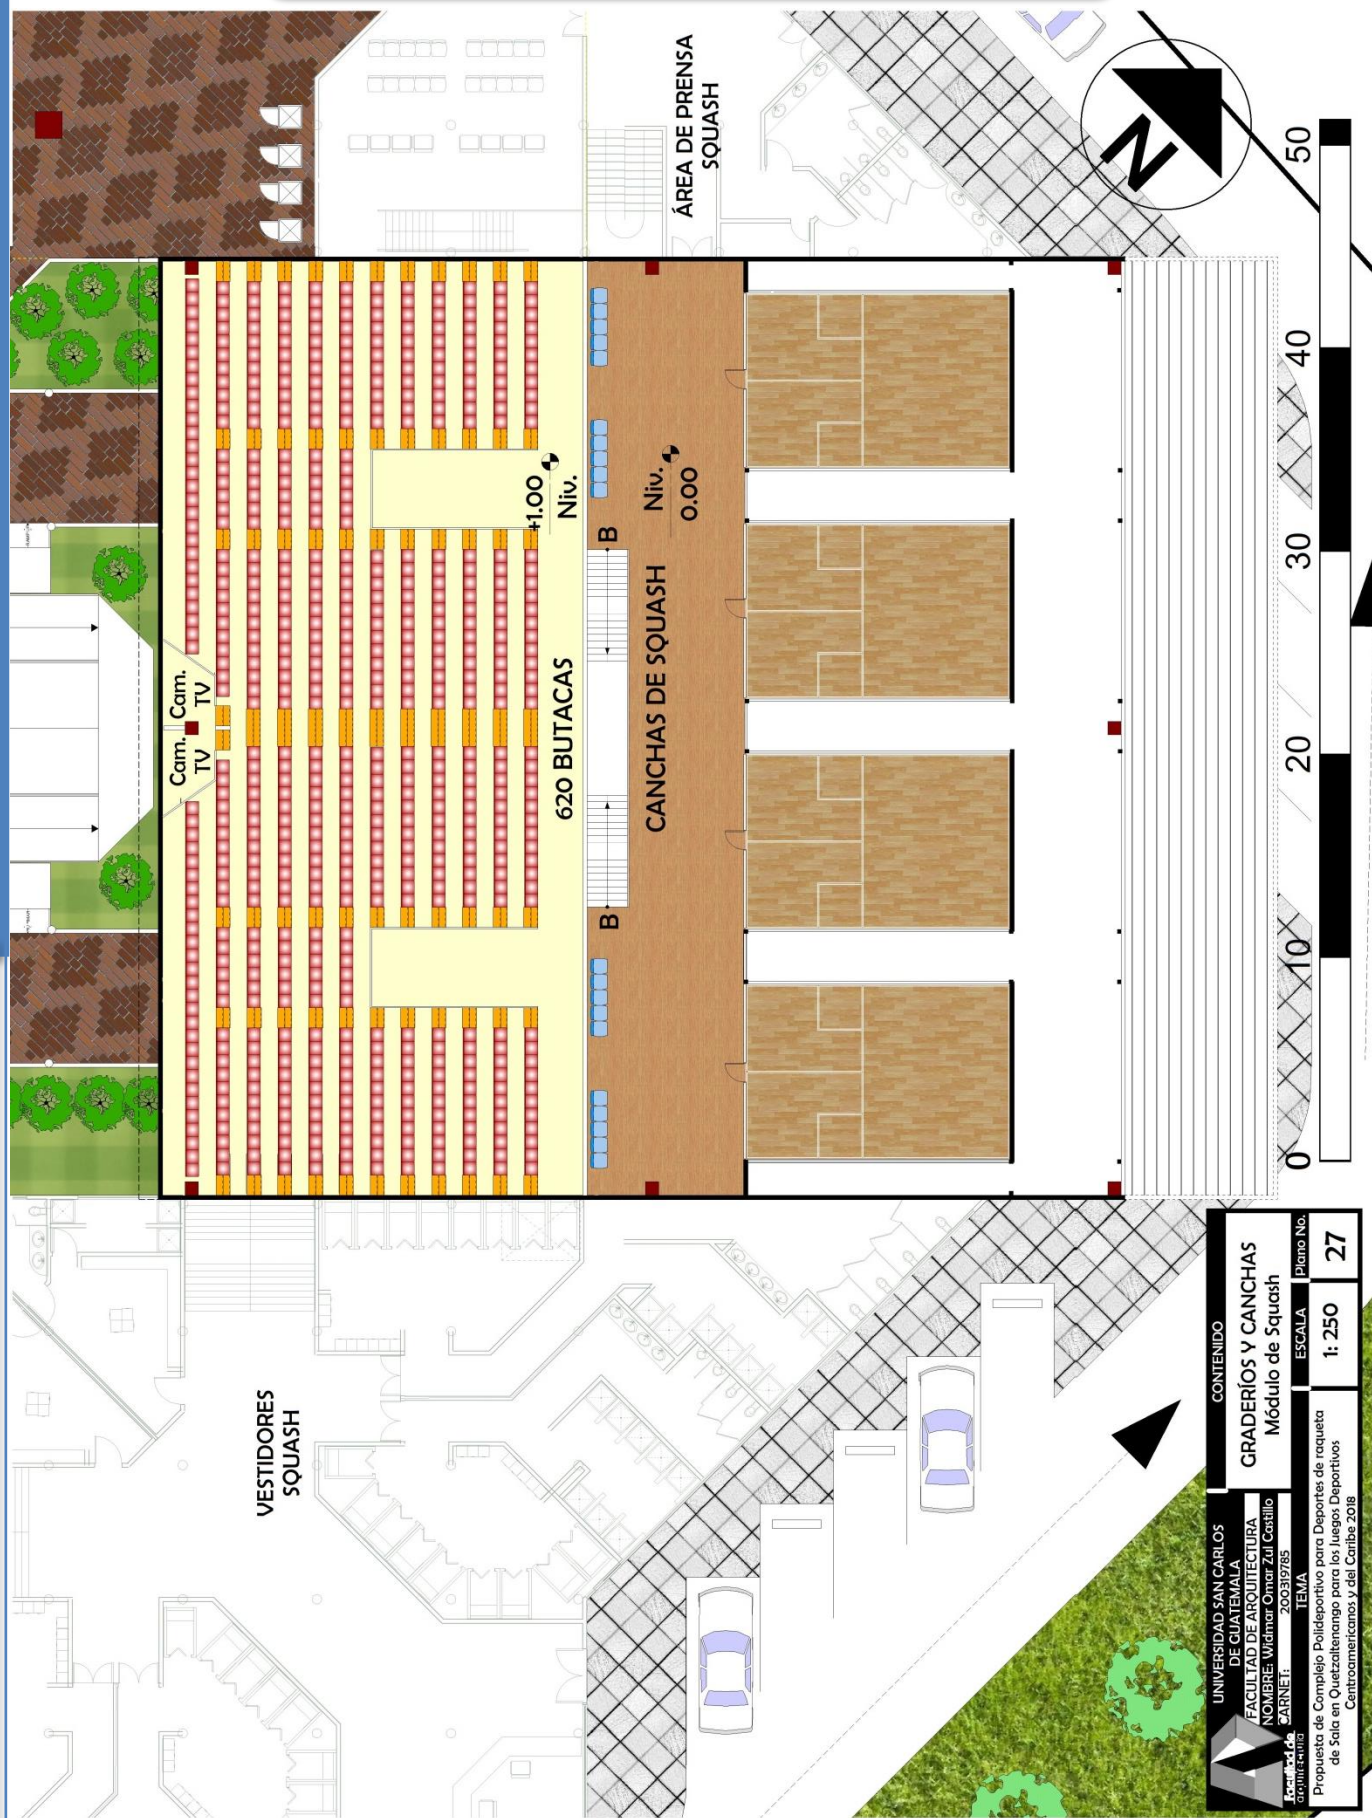 ÁREA DE PRENSA
SQUASH
N
Cam.
TV
Cam.
TV
+1.00
Niv.
Niv.
0.00
620 BUTACAS
B
B
CANCHAS DE SQUASH
VESTIDORES
SQUASH
0
10
20
30
40
50
UNIVERSIDAD SAN CARLOS
DE GUATEMALA
FACULTAD DE ARQUITECTURA
NOMBRE: Widmar Omar Zul Castillo
CARNET: 200319785
facultad de
arquitectura
CONTENIDO
GRADERÍOS Y CANCHAS
Módulo de Squash
TEMA
Propuesta de Complejo Polideportivo para Deportes de raqueta
de Sala en Quetzaltenango para los Juegos Deportivos
Centroamericanos y del Caribe 2018
ESCALA
1: 250
Plano No.
27